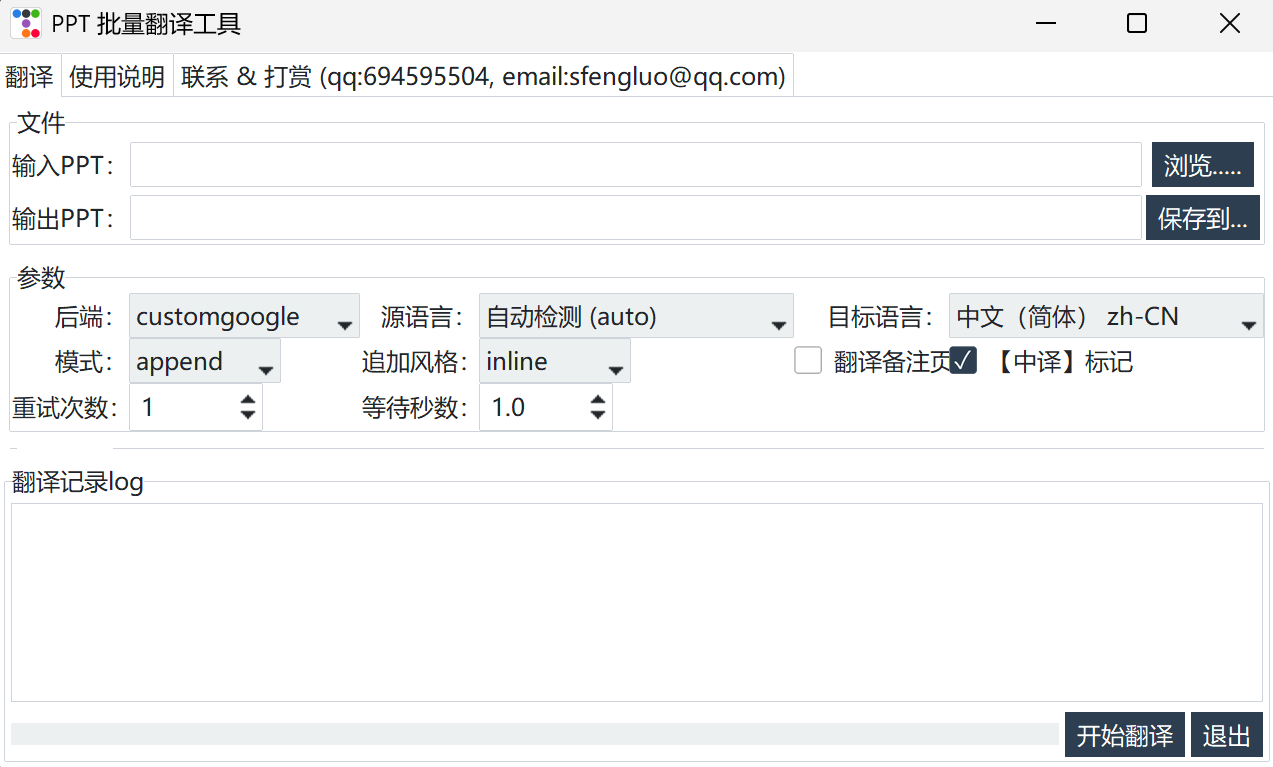 PPT 批量翻译工具
翻译 使用说明 联系 & 打赏 (qq:694595504, email:sfengluo@qq.com)
文件
输入PPT： 浏览.....
输出PPT： 保存到...
参数
后端： customgoogle 源语言： 自动检测 (auto) 目标语言： 中文（简体） zh-CN
模式： append 追加风格： inline 翻译备注页 【中译】标记
重试次数： 1 等待秒数： 1.0
翻译记录log
开始翻译 退出